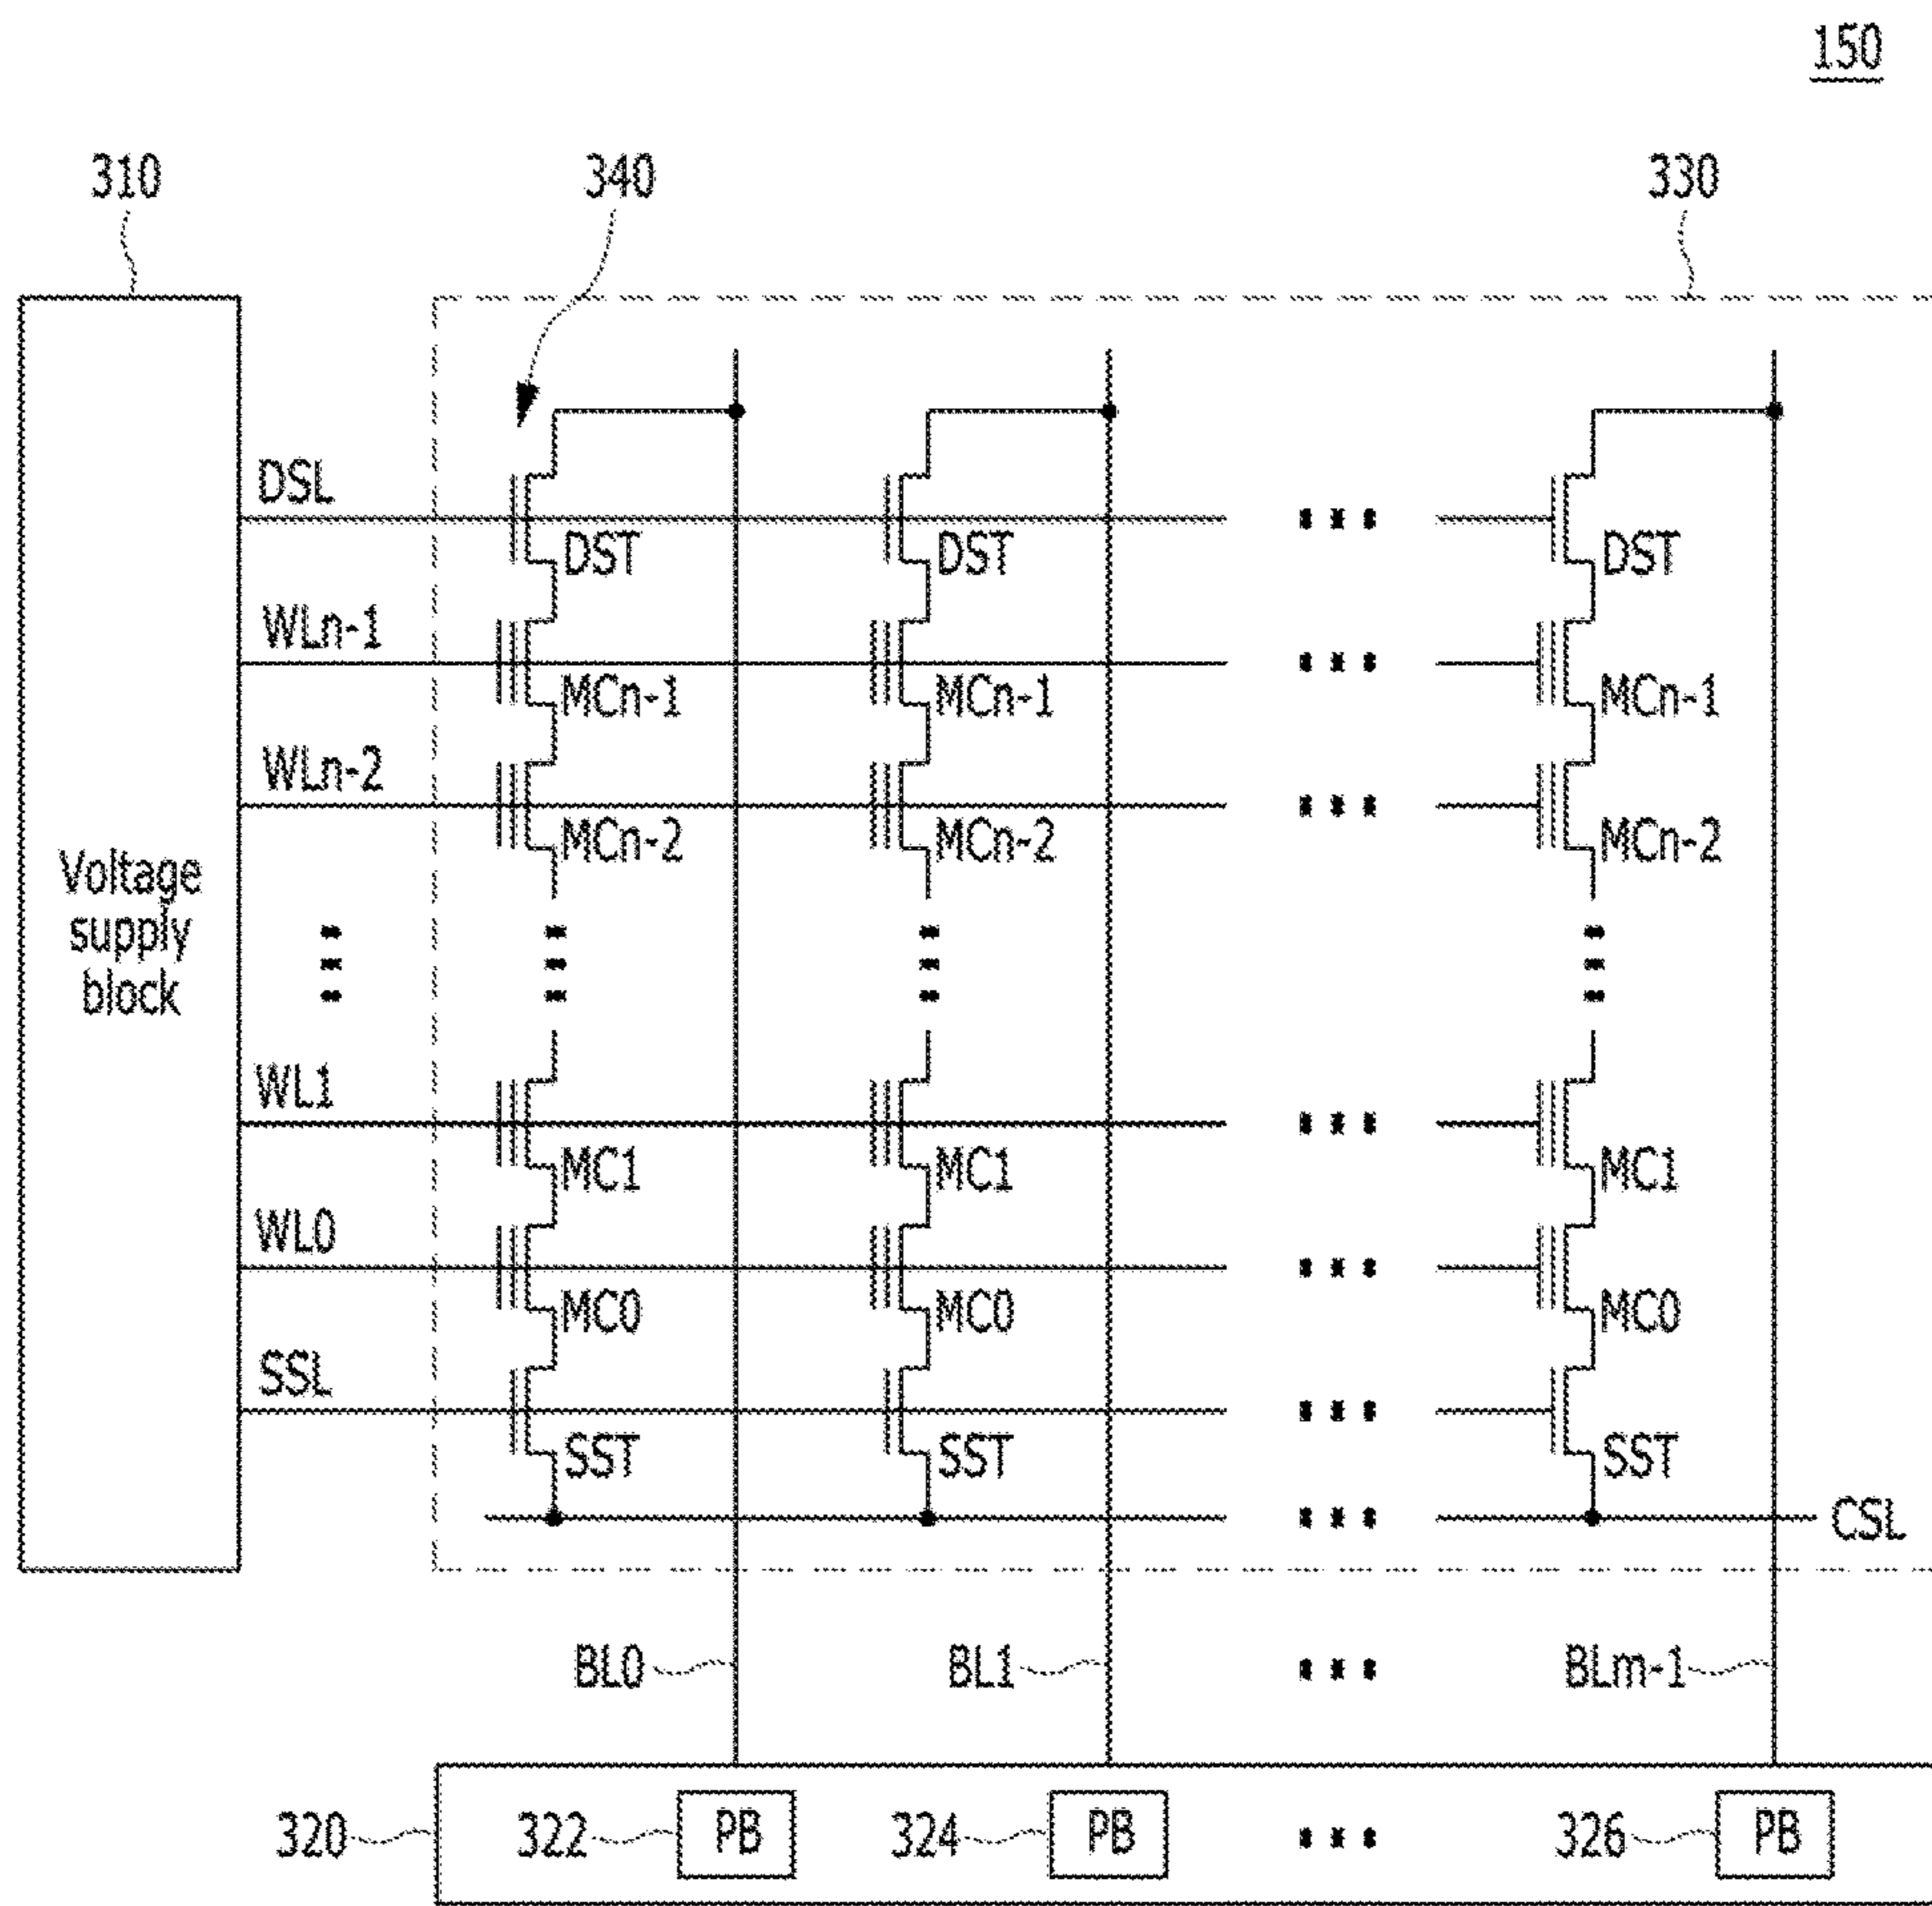 150
310
340
330
DSL
DST
DST
DST
WLn-1
MCn-1
MCn-1
MCn-1
WLn-2
MCn-2
MCn-2
MCn-2
Voltage
supply
block
WL1
MC1
MC1
MC1
WL0
MC0
MC0
MC0
SSL
SST
SST
SST
CSL
BL0
BL1
BLm-1
320
322
PB
324
PB
326
PB